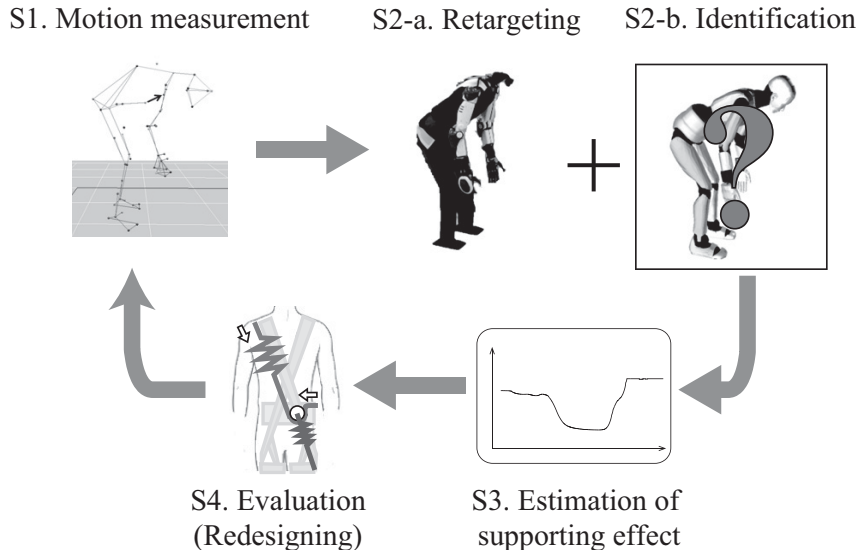 S1. Motion measurement
S2-a. Retargeting
S2-b. Identification
S4. Evaluation
(Redesigning)
S3. Estimation of
supporting effect